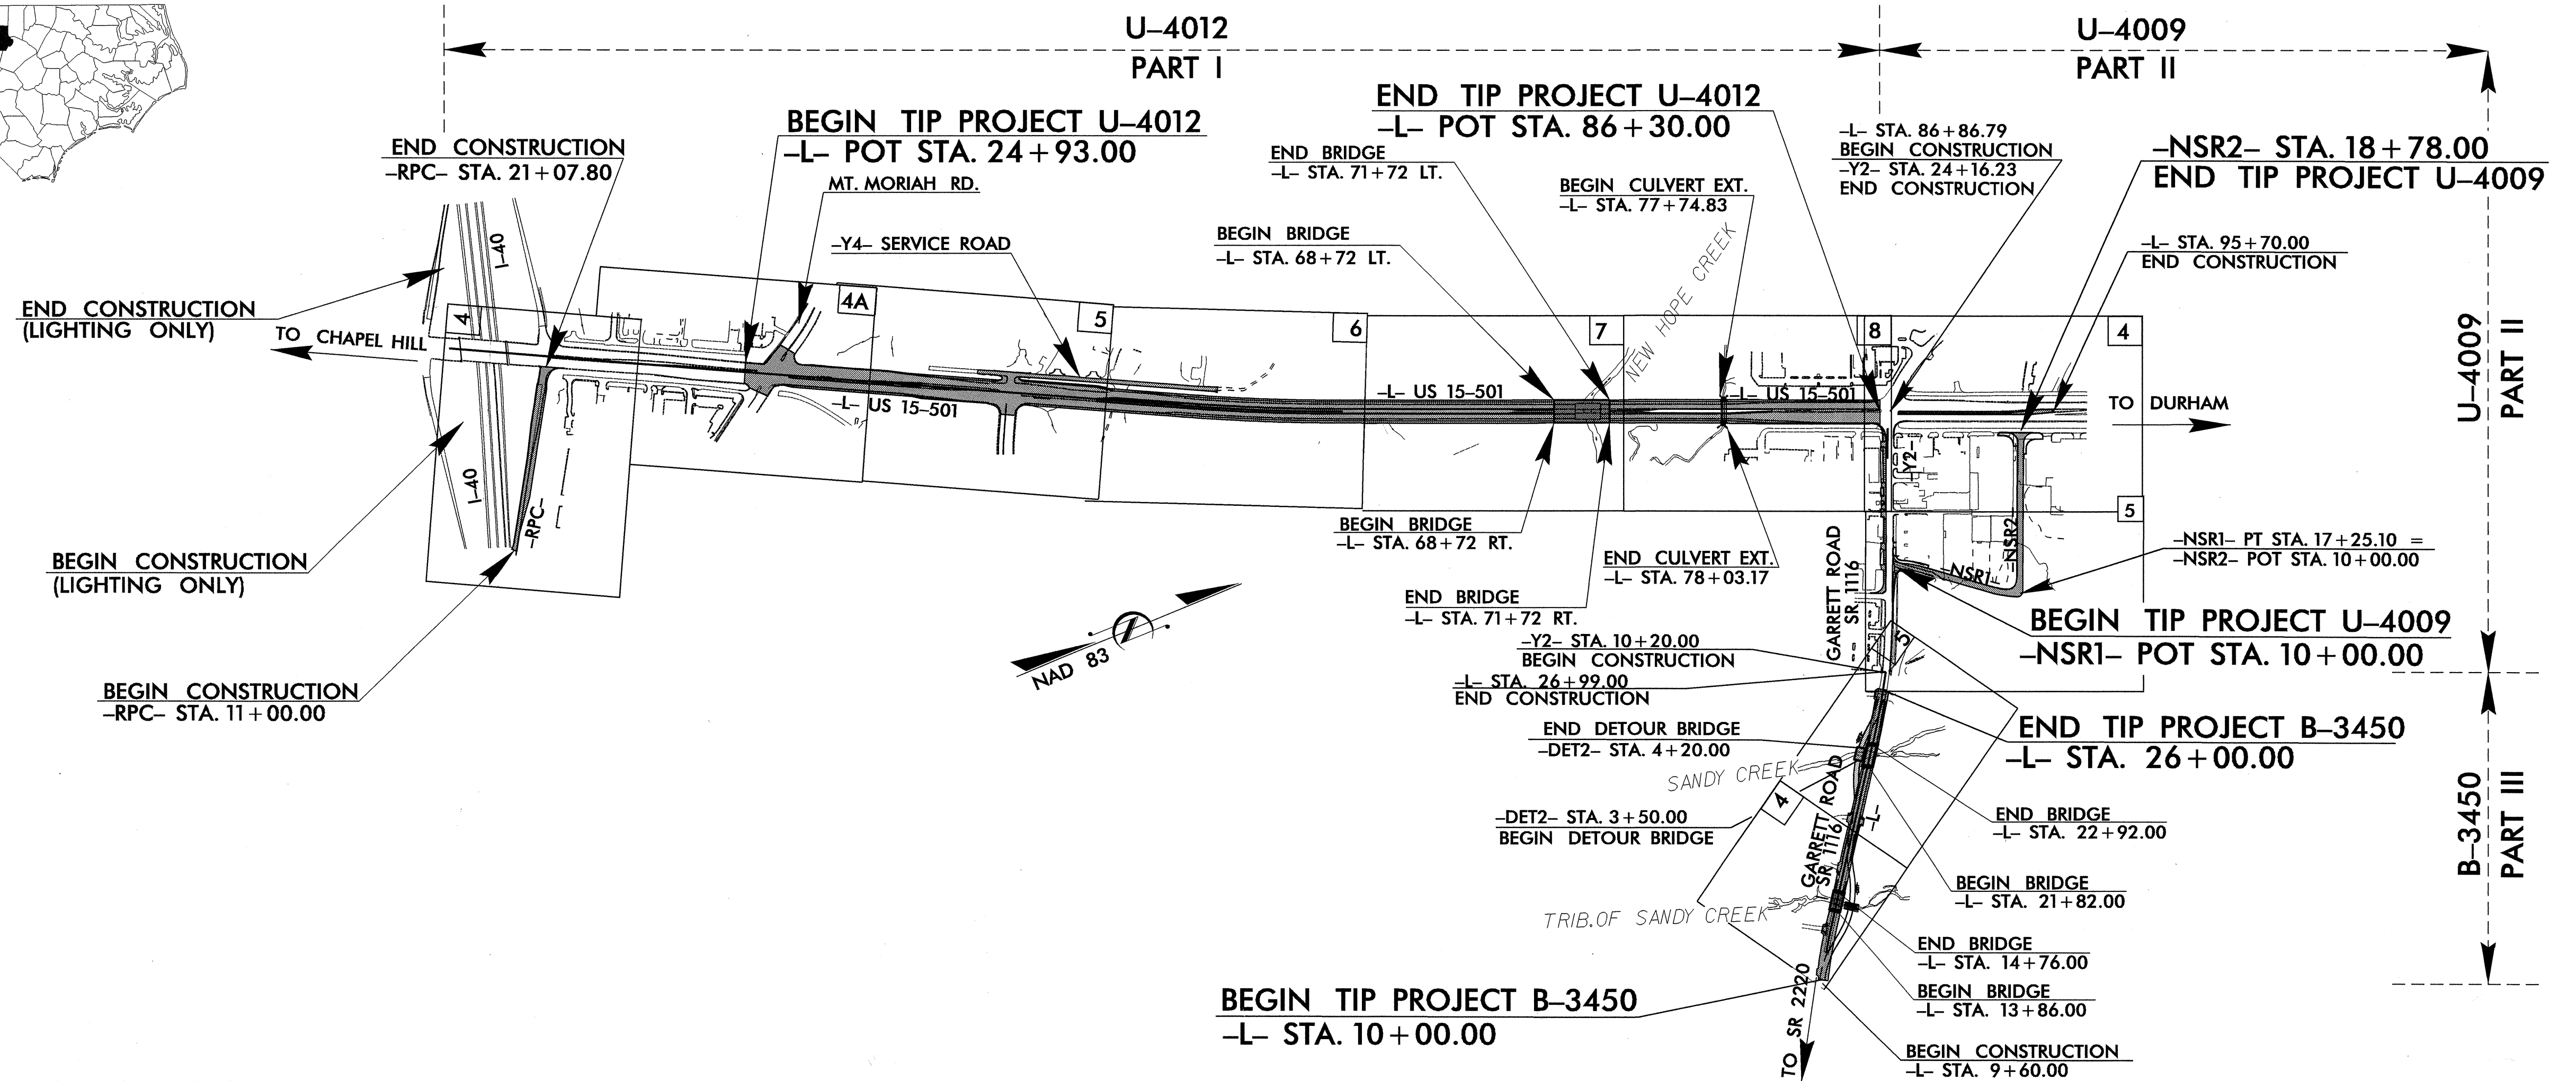 U–4012
PART I
U–4009
PART II
END TIP PROJECT U–4012
–L– POT STA. 86+30.00
BEGIN TIP PROJECT U–4012
–L– POT STA. 24+93.00
END CONSTRUCTION
–RPC– STA. 21+07.80
MT. MORIAH RD.
–Y4– SERVICE ROAD
END BRIDGE
–L– STA. 71+72 LT.
BEGIN BRIDGE
–L– STA. 68+72 LT.
BEGIN CULVERT EXT.
–L– STA. 77+74.83
–L– STA. 86+86.79
BEGIN CONSTRUCTION
–Y2– STA. 24+16.23
END CONSTRUCTION
–NSR2– STA. 18+78.00
END TIP PROJECT U–4009
–L– STA. 95+70.00
END CONSTRUCTION
I–40
NEW HOPE CREEK
END CONSTRUCTION
(LIGHTING ONLY)
TO CHAPEL HILL
4
4A
5
6
7
8
4
–L– US 15–501
–L– US 15–501
–L– US 15–501
TO DURHAM
U–4009
PART II
I–40
–RPC–
–Y2–
5
BEGIN CONSTRUCTION
(LIGHTING ONLY)
BEGIN BRIDGE
–L– STA. 68+72 RT.
END CULVERT EXT.
–L– STA. 78+03.17
END BRIDGE
–L– STA. 71+72 RT.
GARRETT ROAD
SR 1116
–NSR2–
–NSR1–
–NSR1– PT STA. 17+25.10 =
–NSR2– POT STA. 10+00.00
BEGIN TIP PROJECT U–4009
–NSR1– POT STA. 10+00.00
NAD 83
BEGIN CONSTRUCTION
–RPC– STA. 11+00.00
–Y2– STA. 10+20.00
BEGIN CONSTRUCTION
–L– STA. 26+99.00
END CONSTRUCTION
5
END DETOUR BRIDGE
–DET2– STA. 4+20.00
END TIP PROJECT B–3450
–L– STA. 26+00.00
SANDY CREEK
4
GARRETT ROAD
SR 1116
–L–
–DET2– STA. 3+50.00
BEGIN DETOUR BRIDGE
END BRIDGE
–L– STA. 22+92.00
B–3450
PART III
BEGIN BRIDGE
–L– STA. 21+82.00
TRIB.OF SANDY CREEK
END BRIDGE
–L– STA. 14+76.00
BEGIN BRIDGE
–L– STA. 13+86.00
BEGIN TIP PROJECT B–3450
–L– STA. 10+00.00
TO SR 2220
BEGIN CONSTRUCTION
–L– STA. 9+60.00